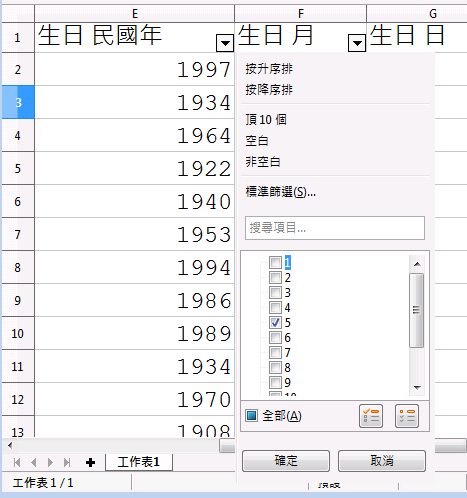 E F G
1 生日 民國年 生日 月 生日 日
2 1997
3 1934
4 1964
5 1922
6 1940
7 1953
8 1994
9 1986
10 1989
11 1934
12 1970
13 1908
按升序排
按降序排
頂 10 個
空白
非空白
標準篩選(S)...
搜尋項目...
1
2
3
4
5
6
7
8
9
10
全部(A)
確定 取消
工作表1
工作表 1 / 1